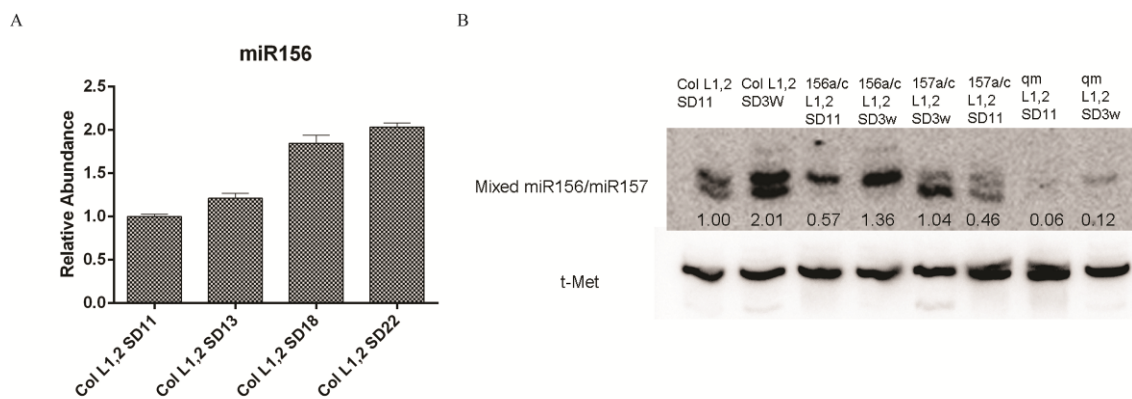 A
miR156
Relative Abundance
2.5
2.0
1.5
1.0
0.5
0.0
Col L1,2 SD11
Col L1,2 SD13
Col L1,2 SD18
Col L1,2 SD22
B
Col L1,2
SD11
Col L1,2
SD3W
156a/c
L1,2
SD11
156a/c
L1,2
SD3w
157a/c
L1,2
SD3w
157a/c
L1,2
SD11
qm
L1,2
SD11
qm
L1,2
SD3w
Mixed miR156/miR157
1.00 2.01 0.57 1.36 1.04 0.46 0.06 0.12
t-Met